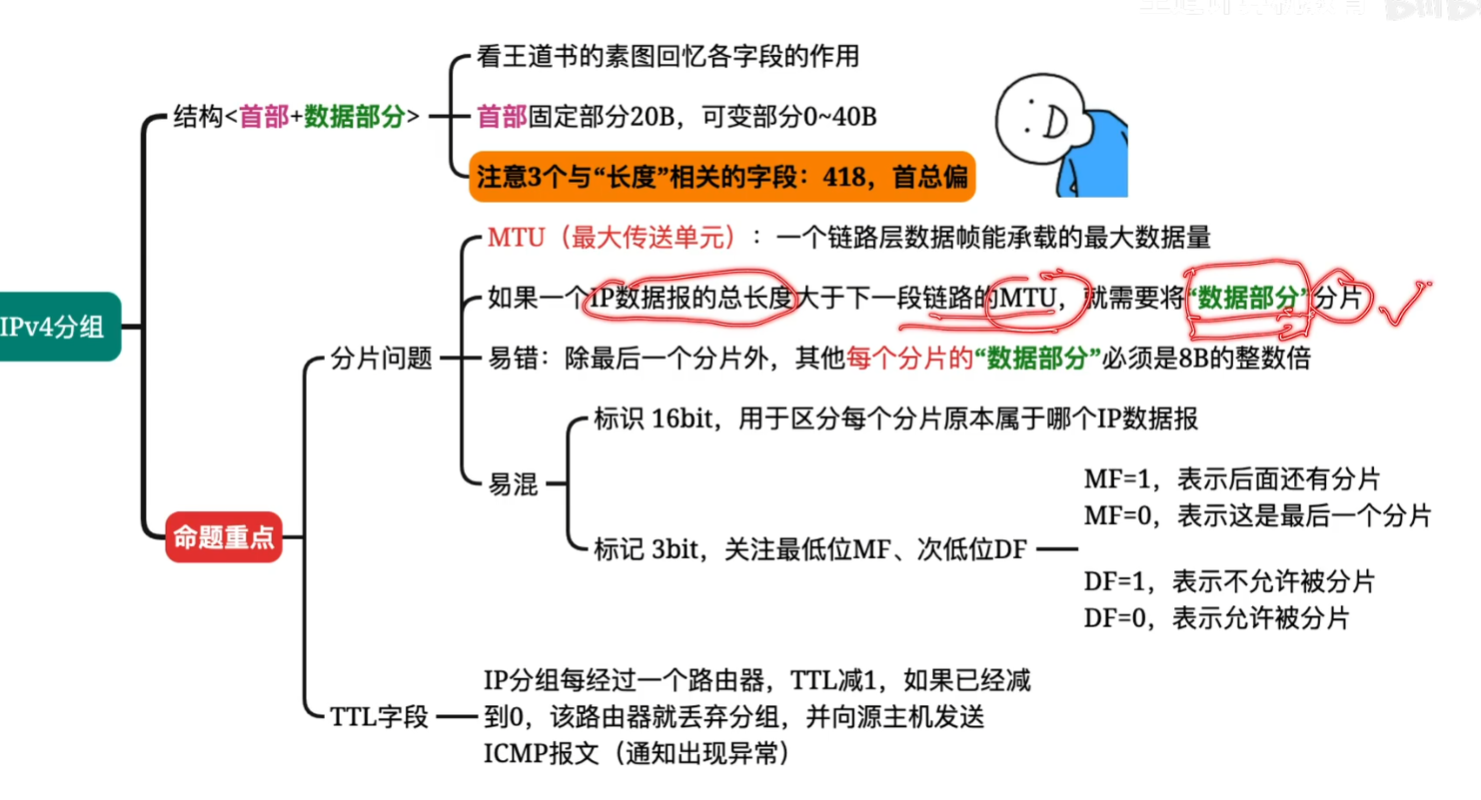 看王道书的素图回忆各字段的作用
结构<首部+数据部分>
首部固定部分20B，可变部分0~40B
注意3个与“长度”相关的字段：418，首总偏
MTU（最大传送单元）：一个链路层数据帧能承载的最大数据量
如果一个IP数据报的总长度大于下一段链路的MTU，就需要将“数据部分”分片
IPv4分组
分片问题
易错：除最后一个分片外，其他每个分片的“数据部分”必须是8B的整数倍
标识 16bit，用于区分每个分片原本属于哪个IP数据报
易混
MF=1，表示后面还有分片
MF=0，表示这是最后一个分片
命题重点
标记 3bit，关注最低位MF、次低位DF
DF=1，表示不允许被分片
DF=0，表示允许被分片
TTL字段
IP分组每经过一个路由器，TTL减1，如果已经减
到0，该路由器就丢弃分组，并向源主机发送
ICMP报文（通知出现异常）